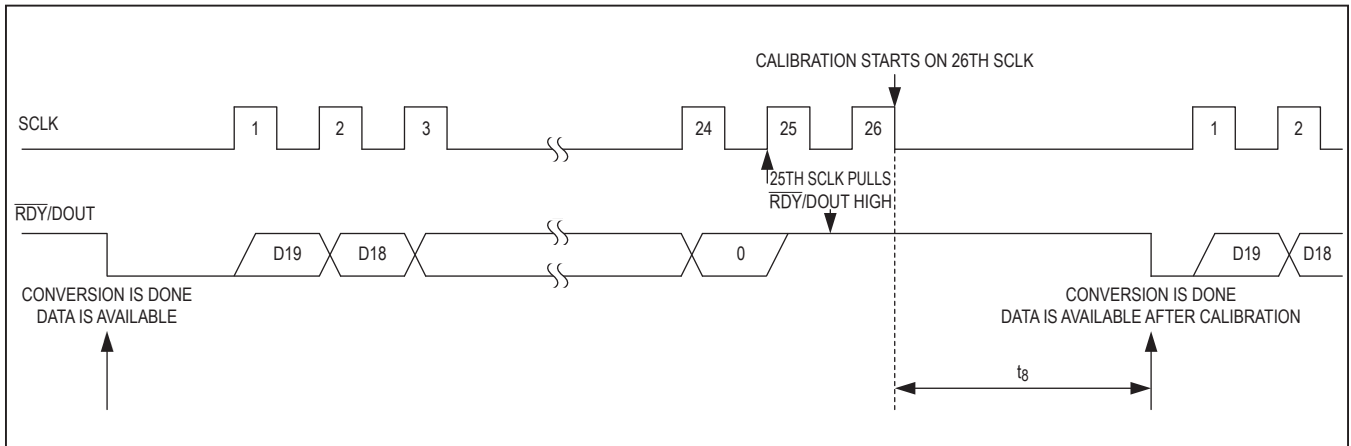 CALIBRATION STARTS ON 26TH SCLK
SCLK
1 2 3 24 25 26 1 2
25TH SCLK PULLS
R̅D̅Y̅/DOUT HIGH
R̅D̅Y̅/DOUT
D19 D18 0 D19 D18
CONVERSION IS DONE
DATA IS AVAILABLE
CONVERSION IS DONE
DATA IS AVAILABLE AFTER CALIBRATION
t8